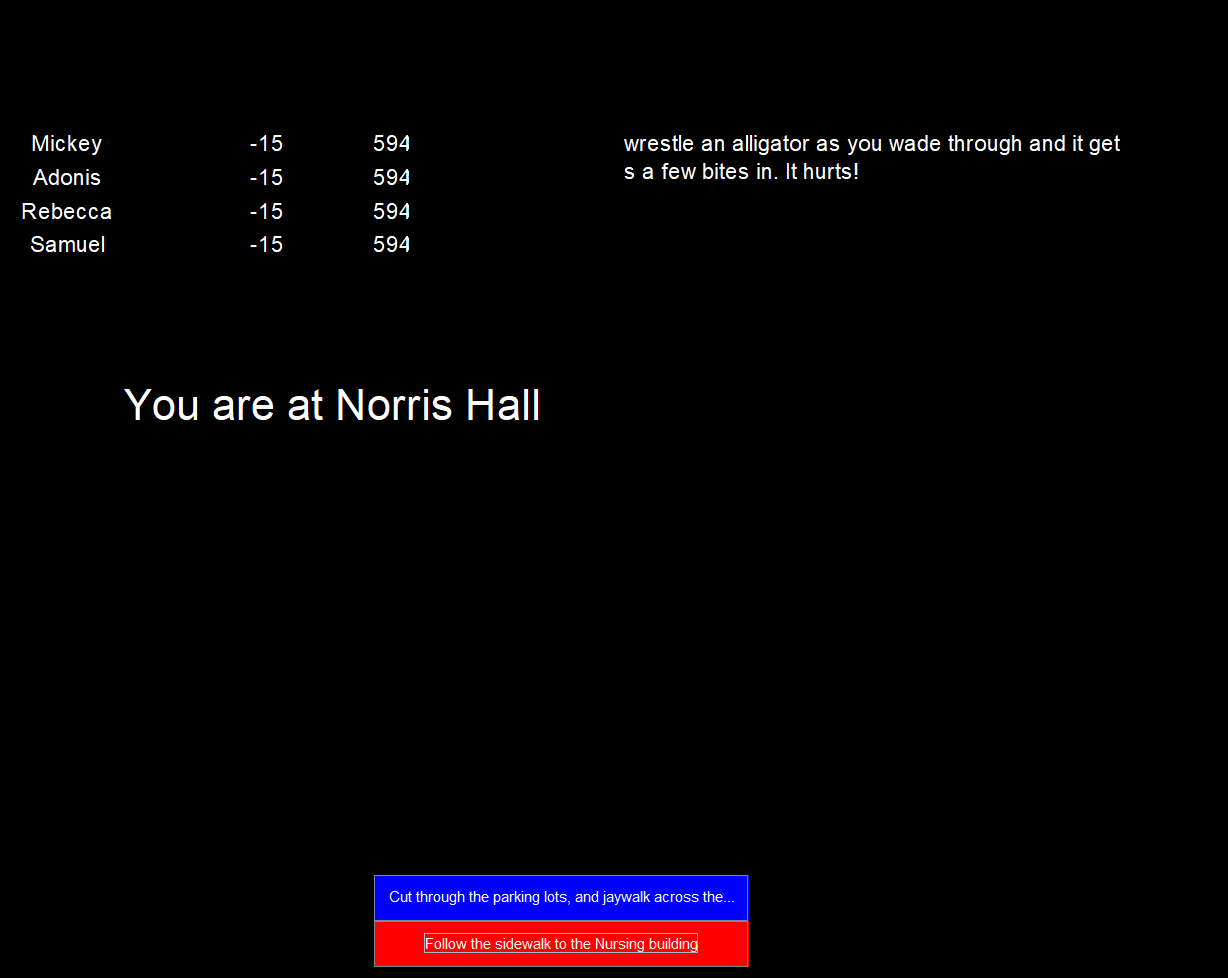 Mickey -15 594
Adonis -15 594
Rebecca -15 594
Samuel -15 594
wrestle an alligator as you wade through and it get
s a few bites in. It hurts!
You are at Norris Hall
Cut through the parking lots, and jaywalk across the...
Follow the sidewalk to the Nursing building